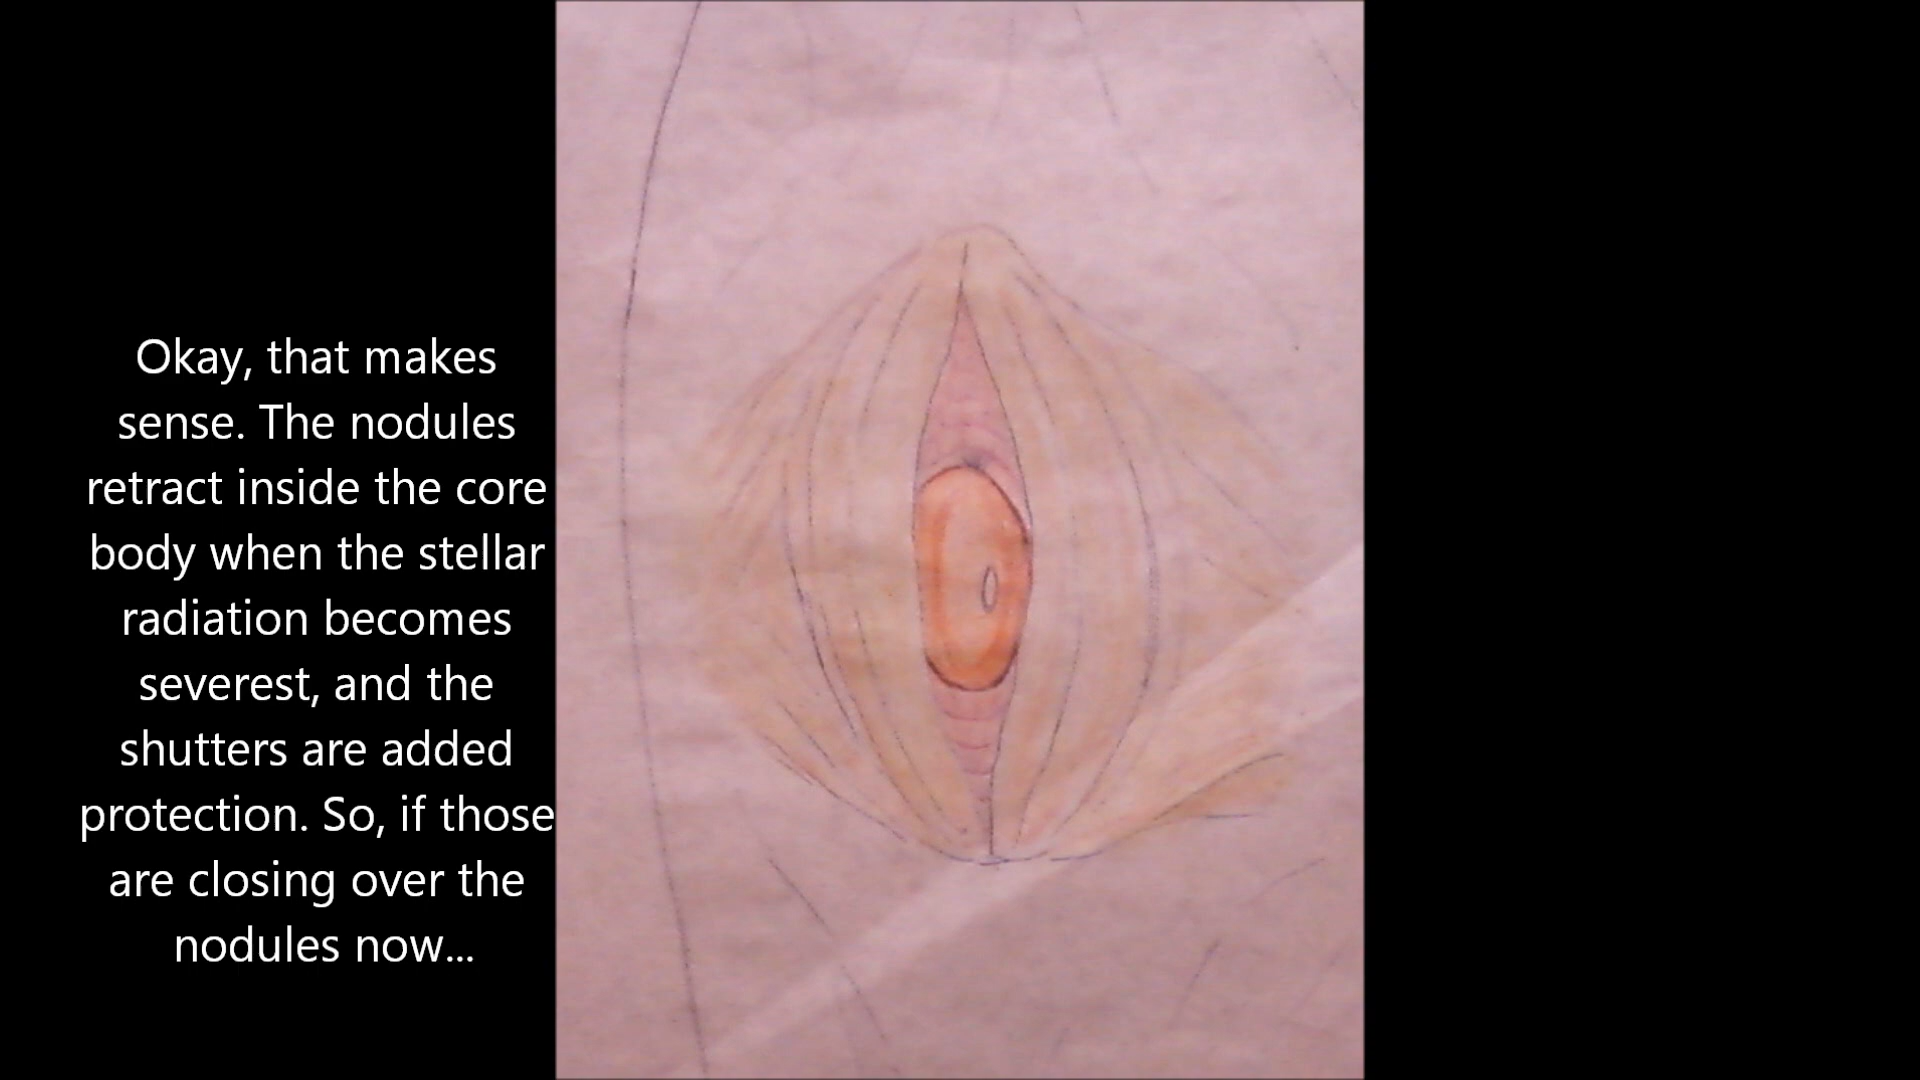 Okay, that makes
sense. The nodules
retract inside the core
body when the stellar
radiation becomes
severest, and the
shutters are added
protection. So, if those
are closing over the
nodules now...